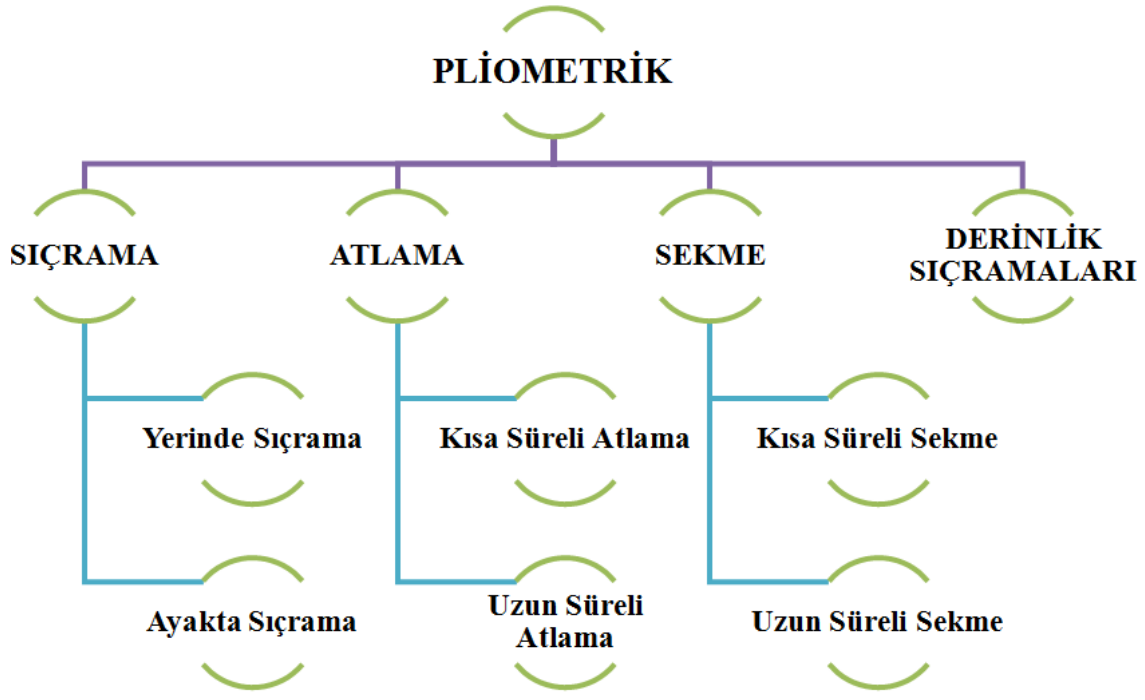 PLİOMETRİK
SIÇRAMA
ATLAMA
SEKME
DERİNLİK
SIÇRAMALARI
Yerinde Sıçrama
Kısa Süreli Atlama
Kısa Süreli Sekme
Ayakta Sıçrama
Uzun Süreli
Atlama
Uzun Süreli Sekme